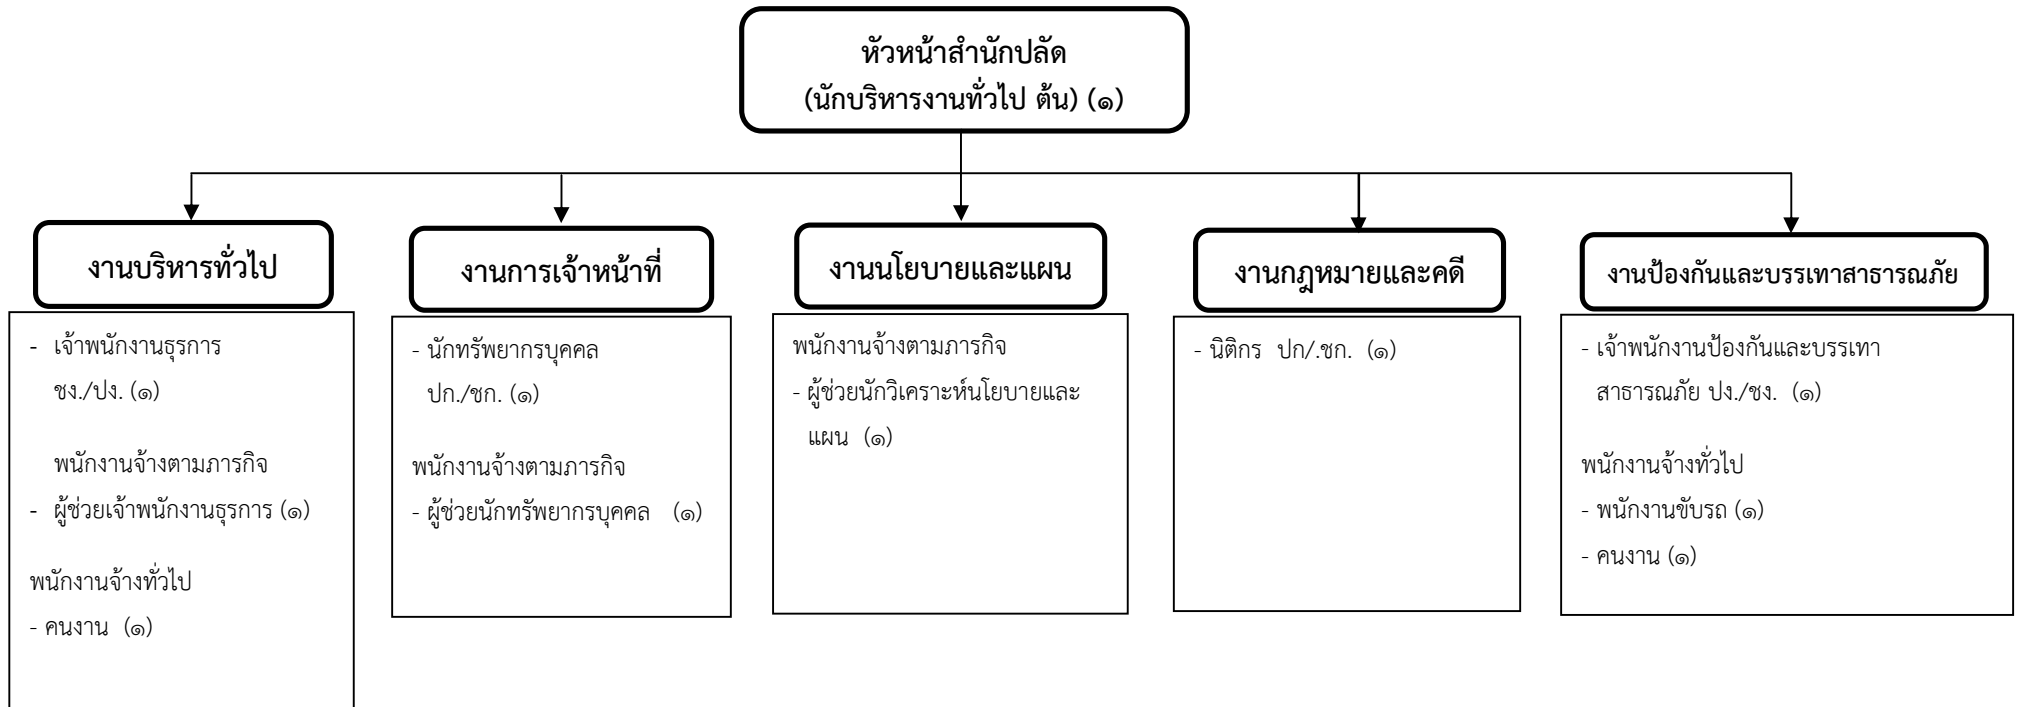 หัวหน้าสำนักปลัด
(นักบริหารงานทั่วไป ต้น) (๑)
งานบริหารทั่วไป
- เจ้าพนักงานธุรการ
ชง./ปง. (๑)
พนักงานจ้างตามภารกิจ
- ผู้ช่วยเจ้าพนักงานธุรการ (๑)
พนักงานจ้างทั่วไป
- คนงาน (๑)
งานการเจ้าหน้าที่
- นักทรัพยากรบุคคล
ปก./ชก. (๑)
พนักงานจ้างตามภารกิจ
- ผู้ช่วยนักทรัพยากรบุคคล (๑)
งานนโยบายและแผน
พนักงานจ้างตามภารกิจ
- ผู้ช่วยนักวิเคราะห์นโยบายและ
แผน (๑)
งานกฎหมายและคดี
- นิติกร ปก/.ชก. (๑)
งานป้องกันและบรรเทาสาธารณภัย
- เจ้าพนักงานป้องกันและบรรเทา
สาธารณภัย ปง./ชง. (๑)
พนักงานจ้างทั่วไป
- พนักงานขับรถ (๑)
- คนงาน (๑)